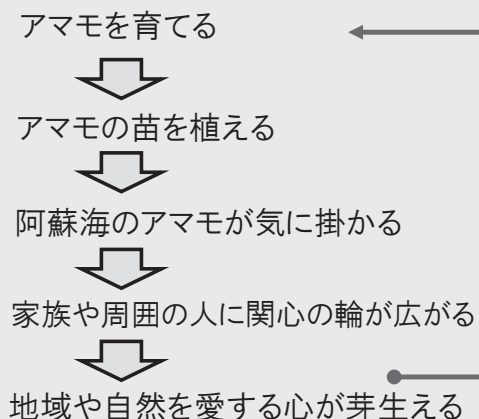 アマモを育てる
アマモの苗を植える
阿蘇海のアマモが気に掛かる
家族や周囲の人に関心の輪が広がる
地域や自然を愛する心が芽生える